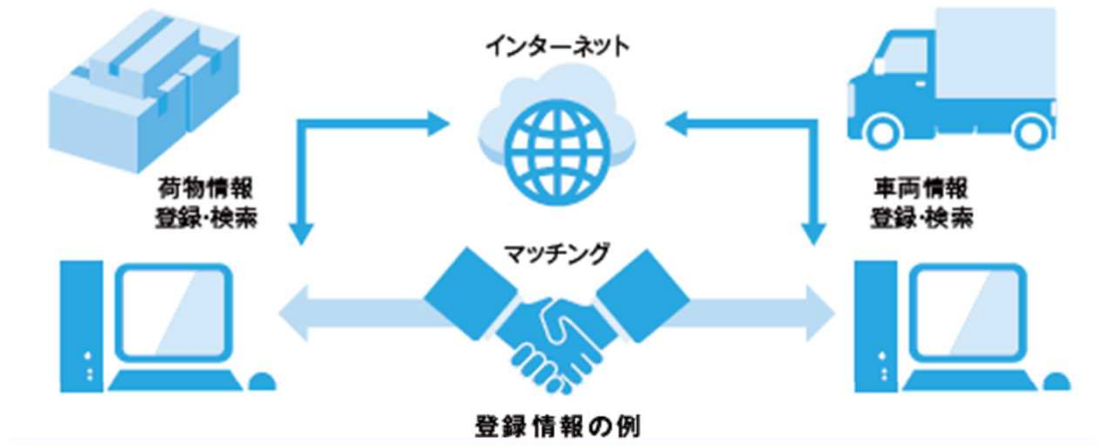 インターネット
荷物情報
登録・検索
車両情報
登録・検索
マッチング
登録情報の例